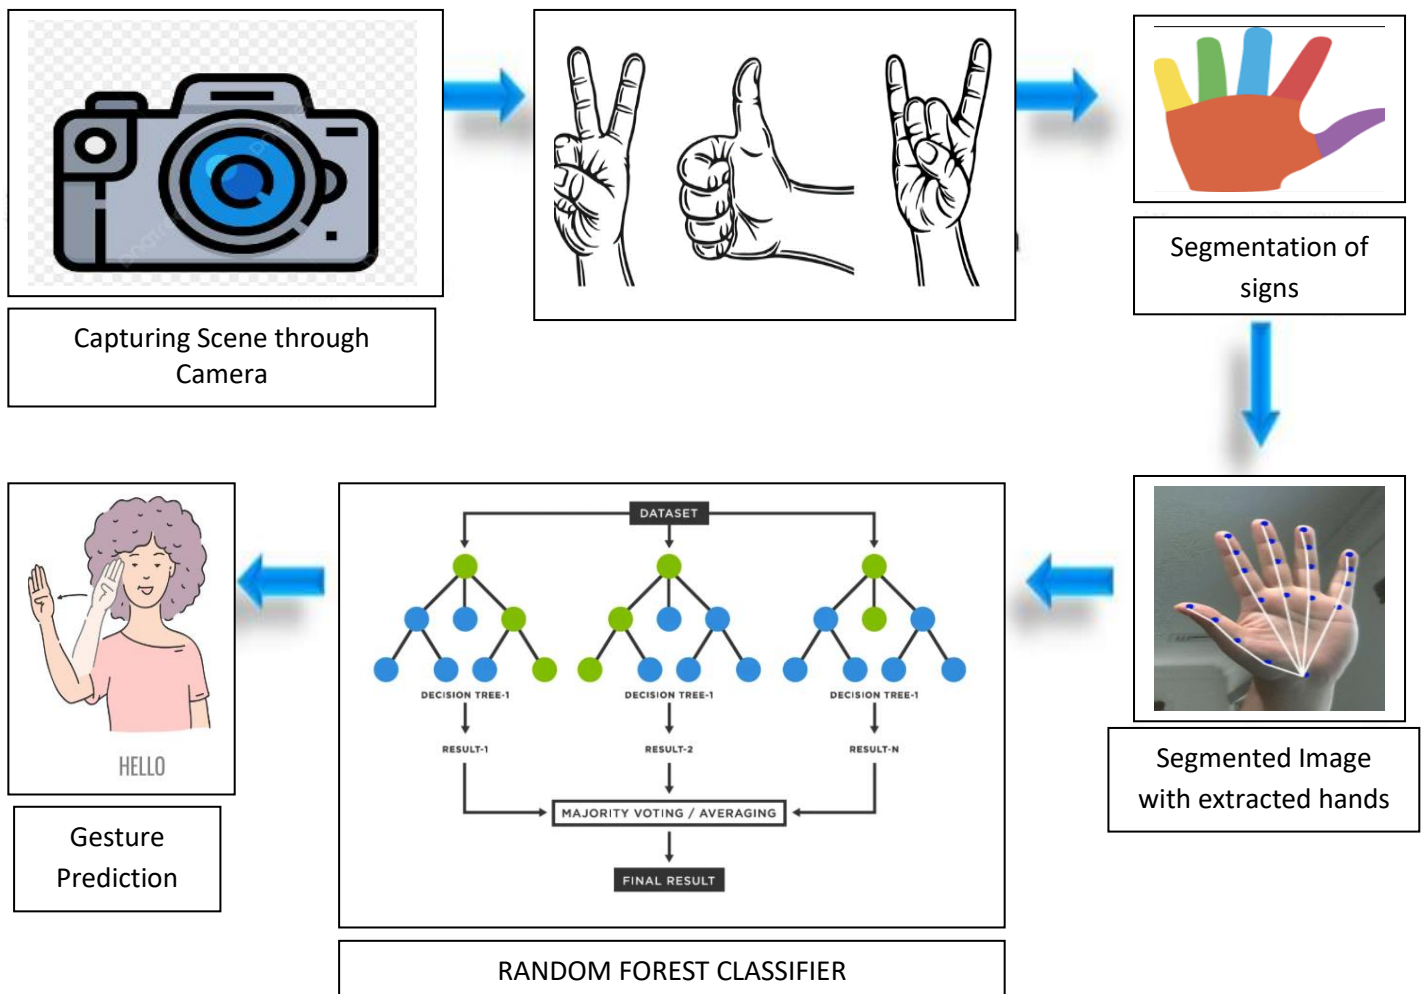 Capturing Scene through
Camera
Segmentation of
signs
Segmented Image
with extracted hands
DATASET
DECISION TREE-1
DECISION TREE-1
DECISION TREE-1
RESULT-1
RESULT-2
RESULT-N
MAJORITY VOTING / AVERAGING
FINAL RESULT
RANDOM FOREST CLASSIFIER
HELLO
Gesture
Prediction